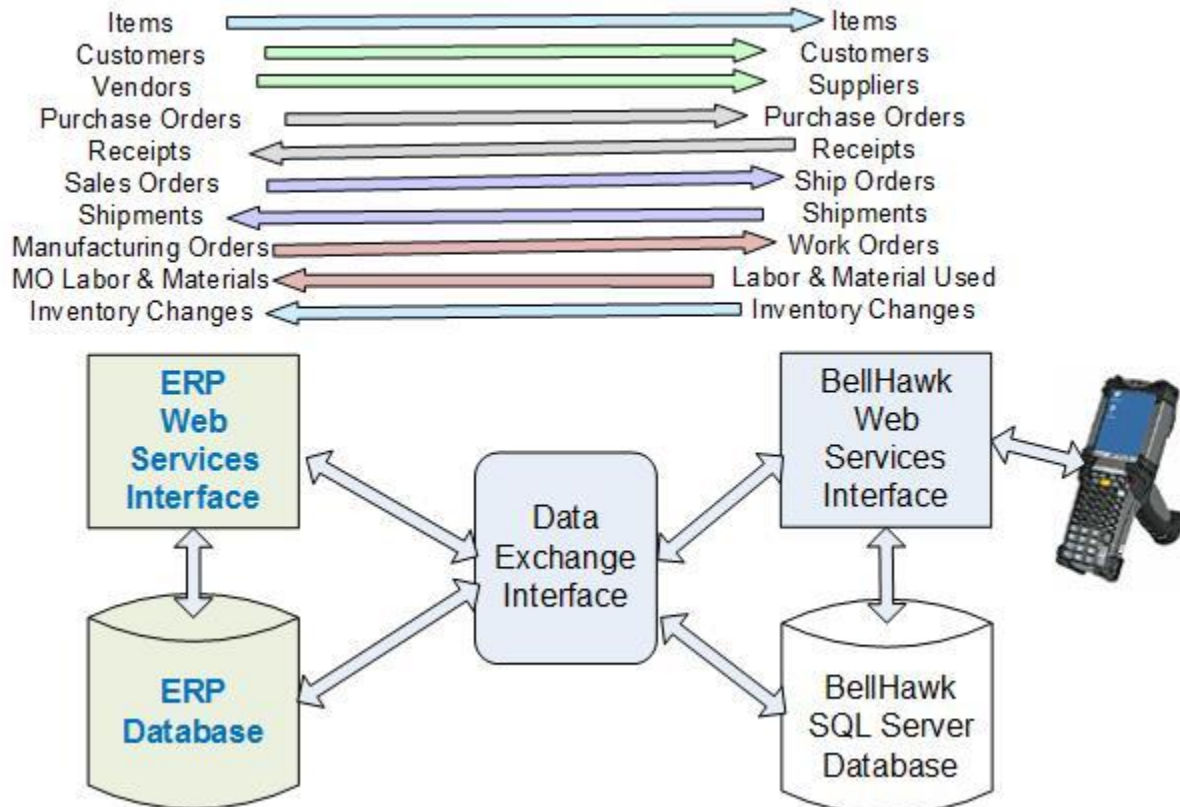 Items Items
Customers Customers
Vendors Suppliers
Purchase Orders Purchase Orders
Receipts Receipts
Sales Orders Ship Orders
Shipments Shipments
Manufacturing Orders Work Orders
MO Labor & Materials Labor & Material Used
Inventory Changes Inventory Changes
ERP
Web
Services
Interface
Data
Exchange
Interface
BellHawk
Web
Services
Interface
ERP
Database
BellHawk
SQL Server
Database